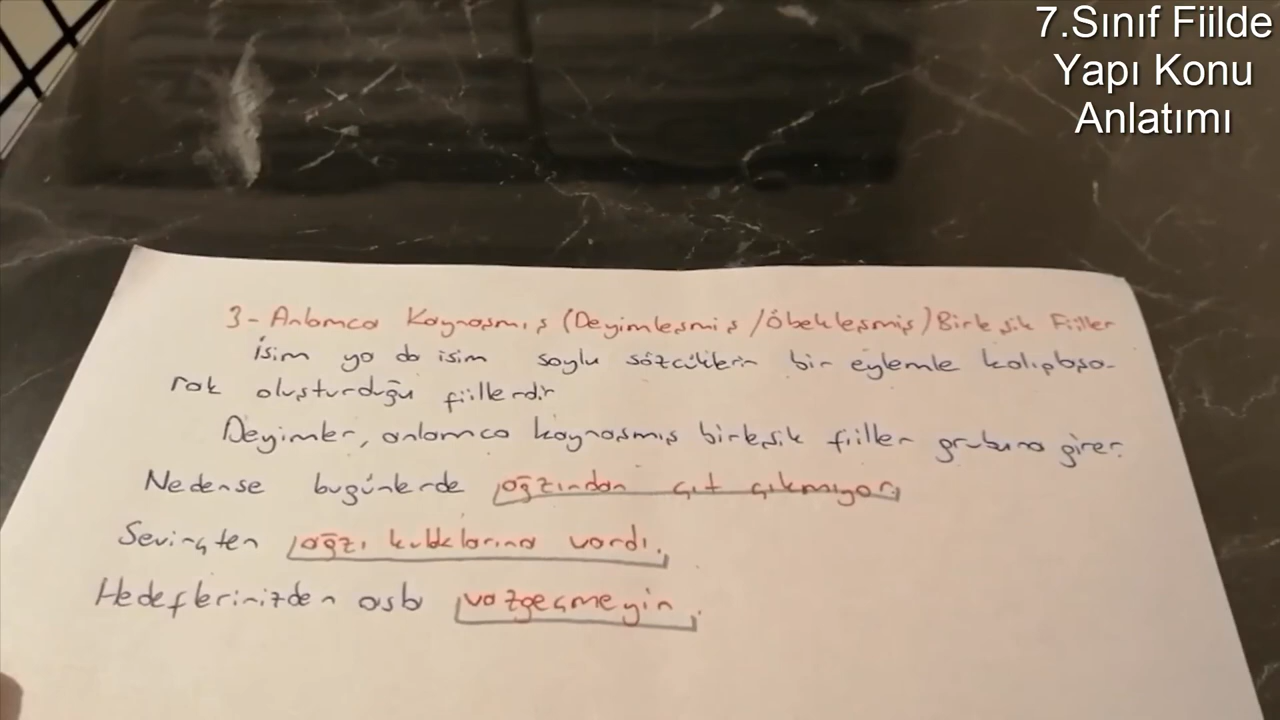 7.Sınıf Fiilde
Yapı Konu
Anlatımı
3- Anlamca Kaynaşmış (Deyimleşmiş / Öbekleşmiş) Birleşik Fiiller
İsim ya da isim soylu sözcüklerin bir eylemle kalıplaşa-
rak oluşturduğu fiillerdir
Deyimler, anlamca kaynaşmış birleşik fiiller grubuna girer.
Nedense bugünlerde ağzından çıt çıkmıyor.
Sevinçten ağzı kulaklarına vardı.
Hedeflerinizden asla vazgeçmeyin.